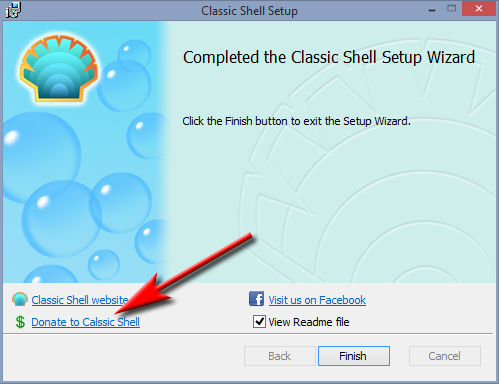 Classic Shell Setup
Completed the Classic Shell Setup Wizard
Click the Finish button to exit the Setup Wizard.
Classic Shell website
Visit us on Facebook
Donate to Calssic Shell
View Readme file
Back
Finish
Cancel